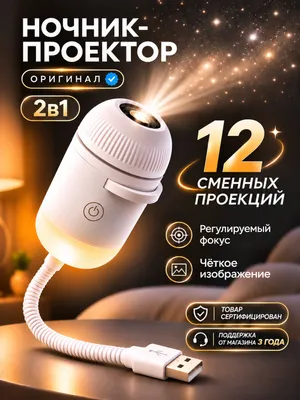 НОЧНИК-
ПРОЕКТОР
ОРИГИНАЛ
2в1
12
СМЕННЫХ
ПРОЕКЦИЙ
Регулируемый
фокус
Чёткое
изображение
ТОВАР
СЕРТИФИЦИРОВАН
ПОДДЕРЖКА
ОТ МАГАЗИНА 3 ГОДА